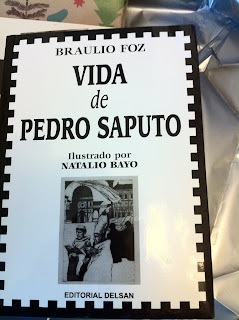 BRAULIO FOZ
VIDA
de
PEDRO SAPUTO
Ilustrado por
NATALIO BAYO
EDITORIAL DELSAN